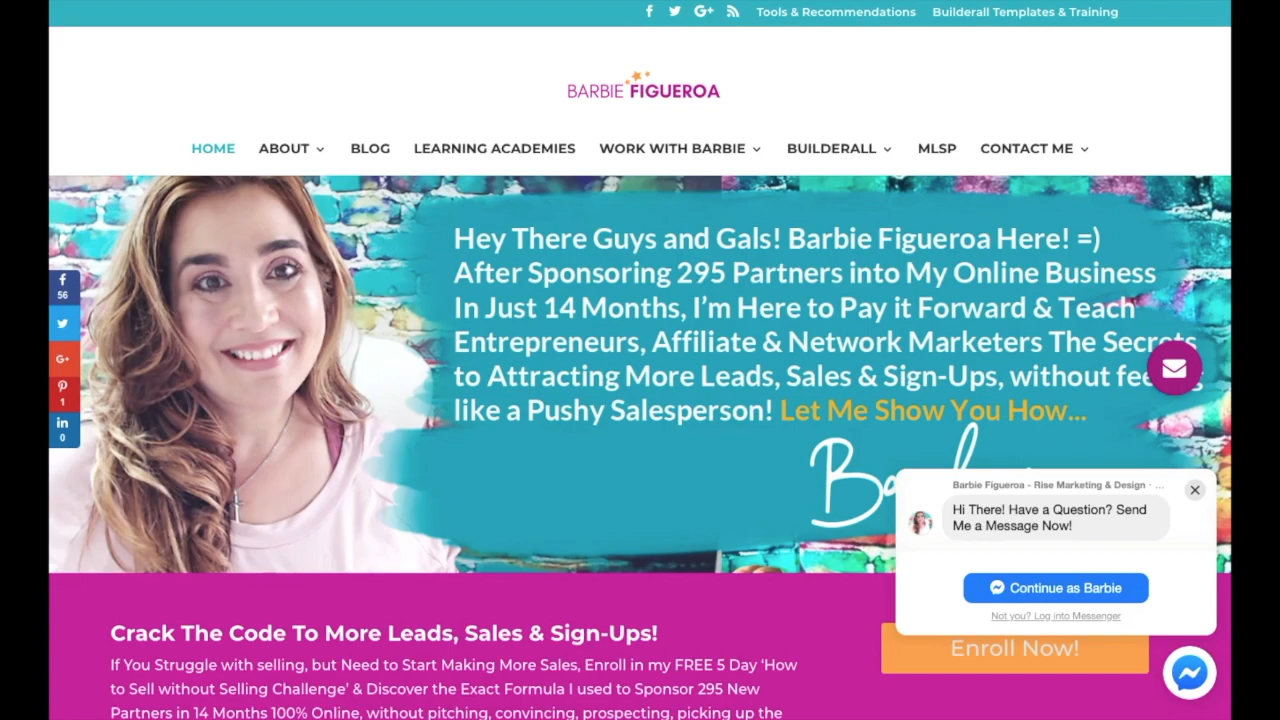 Tools & Recommendations
Builderall Templates & Training
BARBIE FIGUEROA
HOME
ABOUT
BLOG
LEARNING ACADEMIES
WORK WITH BARBIE
BUILDERALL
MLSP
CONTACT ME
Hey There Guys and Gals! Barbie Figueroa Here! =)
After Sponsoring 295 Partners into My Online Business
In Just 14 Months, I'm Here to Pay it Forward & Teach
Entrepreneurs, Affiliate & Network Marketers The Secrets
to Attracting More Leads, Sales & Sign-Ups, without
like a Pushy Salesperson! Let Me Show You How...
56
1
0
Barbie Figueroa - Rise Marketing & Design · ...
Hi There! Have a Question? Send
Me a Message Now!
Continue as Barbie
Not you? Log into Messenger
Enroll Now!
Crack The Code To More Leads, Sales & Sign-Ups!
If You Struggle with selling, but Need to Start Making More Sales, Enroll in my FREE 5 Day 'How
to Sell without Selling Challenge' & Discover the Exact Formula I used to Sponsor 295 New
Partners in 14 Months 100% Online, without pitching, convincing, prospecting, picking up the